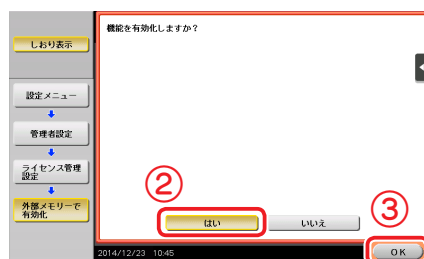 しおり表示
設定メニュー
管理者設定
ライセンス管理
設定
外部メモリーで
有効化
機能を有効化しますか？
②
はい
いいえ
③
2014/12/23 10:45
OK